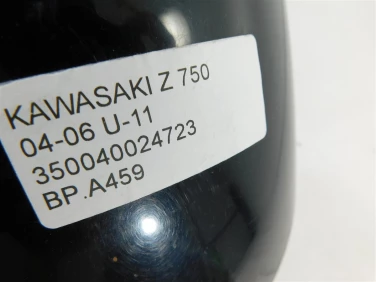 KAWASAKI Z 750
04-06 U-11
350040024723
BP.A459